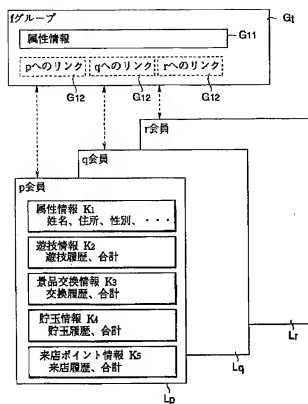 fグループ
Gf
属性情報
G11
pへのリンク
qへのリンク
rへのリンク
G12
G12
G12
r会員
q会員
p会員
属性情報 K1
姓名、住所、性別、・・・
遊技情報 K2
遊技履歴、合計
景品交換情報 K3
交換履歴、合計
貯玉情報 K4
貯玉履歴、合計
来店ポイント情報 K5
来店履歴、合計
Lr
Lq
Lp